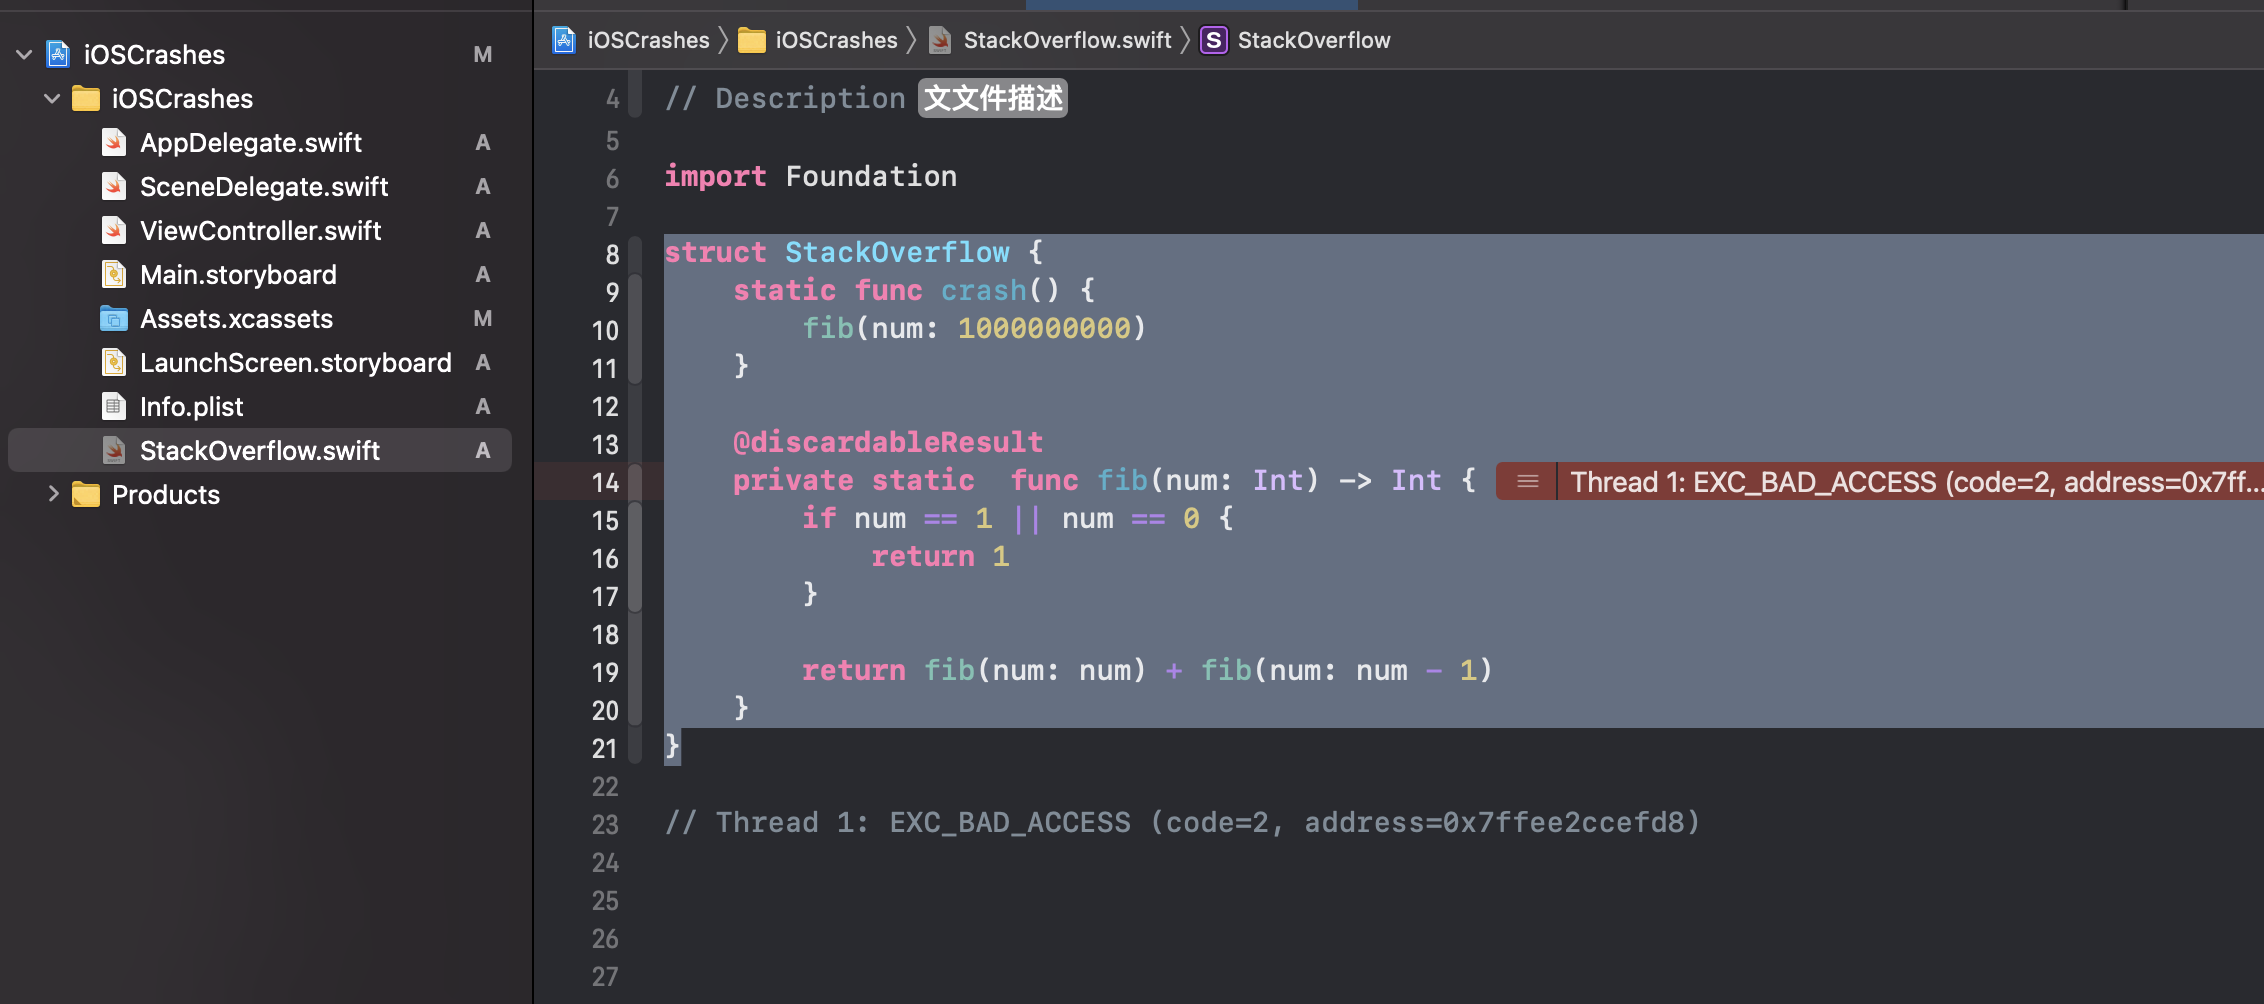 iOSCrashes M
iOSCrashes
AppDelegate.swift A
SceneDelegate.swift A
ViewController.swift A
Main.storyboard A
Assets.xcassets M
LaunchScreen.storyboard A
Info.plist A
StackOverflow.swift A
Products
iOSCrashes 〉 iOSCrashes 〉 StackOverflow.swift 〉 S StackOverflow
4 // Description 文文件描述
5
6 import Foundation
7
8 struct StackOverflow {
9     static func crash() {
10         fib(num: 1000000000)
11     }
12
13     @discardableResult
14     private static  func fib(num: Int) -> Int { Thread 1: EXC_BAD_ACCESS (code=2, address=0x7ff...
15         if num == 1 || num == 0 {
16             return 1
17         }
18
19         return fib(num: num) + fib(num: num - 1)
20     }
21 }
22
23 // Thread 1: EXC_BAD_ACCESS (code=2, address=0x7ffee2ccefd8)
24
25
26
27